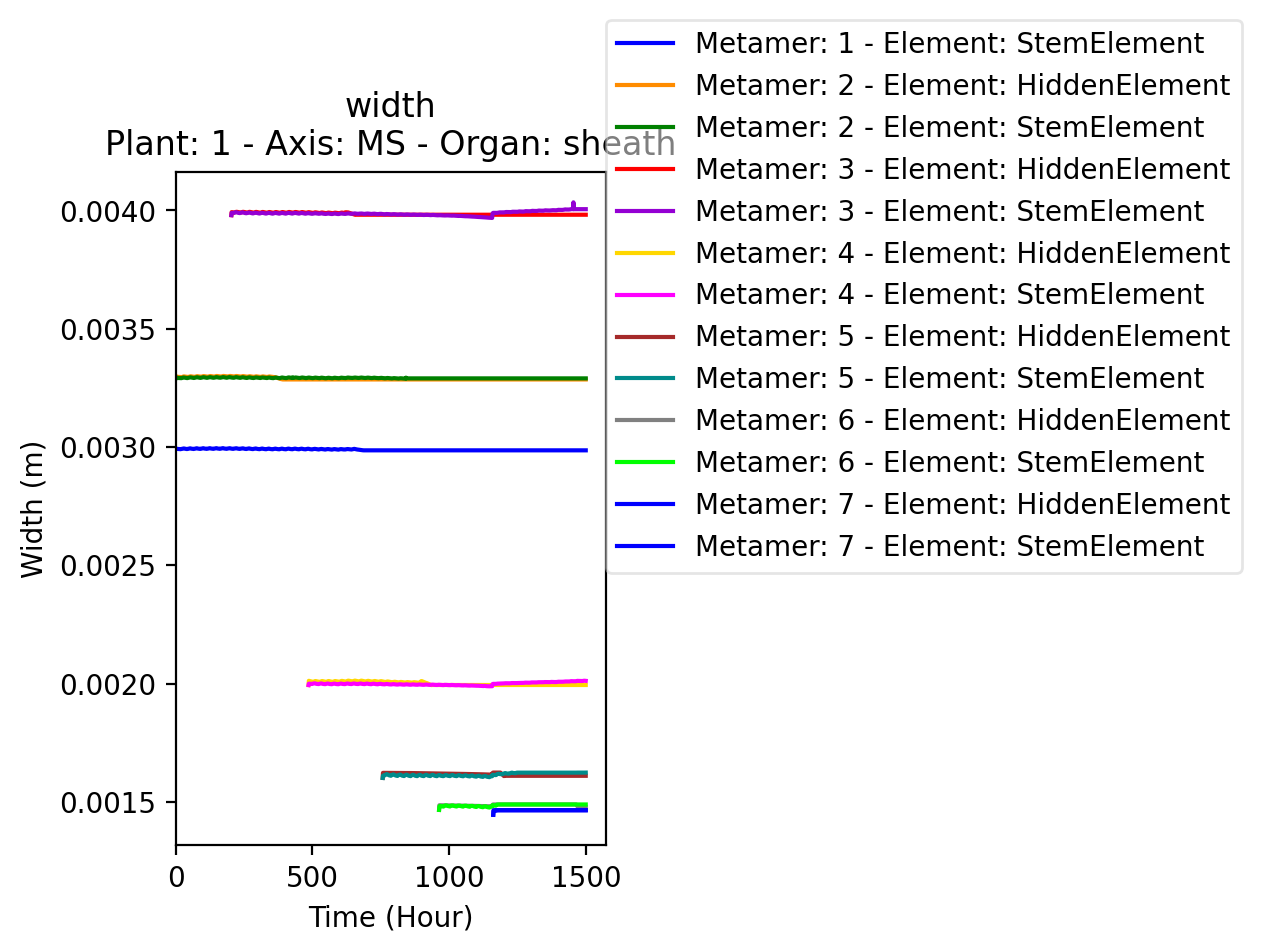 width
Plant: 1 - Axis: MS - Organ: sheath
Metamer: 1 - Element: StemElement
Metamer: 2 - Element: HiddenElement
Metamer: 2 - Element: StemElement
Metamer: 3 - Element: HiddenElement
Metamer: 3 - Element: StemElement
Metamer: 4 - Element: HiddenElement
Metamer: 4 - Element: StemElement
Metamer: 5 - Element: HiddenElement
Metamer: 5 - Element: StemElement
Metamer: 6 - Element: HiddenElement
Metamer: 6 - Element: StemElement
Metamer: 7 - Element: HiddenElement
Metamer: 7 - Element: StemElement
Width (m)
0.0040
0.0035
0.0030
0.0025
0.0020
0.0015
0 500 1000 1500
Time (Hour)